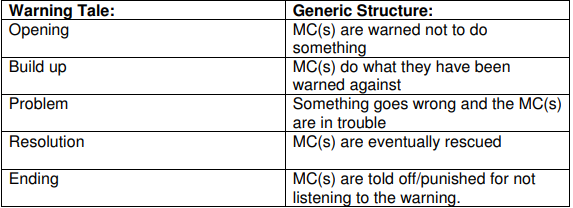 Warning Tale: Generic Structure:
Opening MC(s) are warned not to do
something
Build up MC(s) do what they have been
warned against
Problem Something goes wrong and the MC(s)
are in trouble
Resolution MC(s) are eventually rescued
Ending MC(s) are told off/punished for not
listening to the warning.